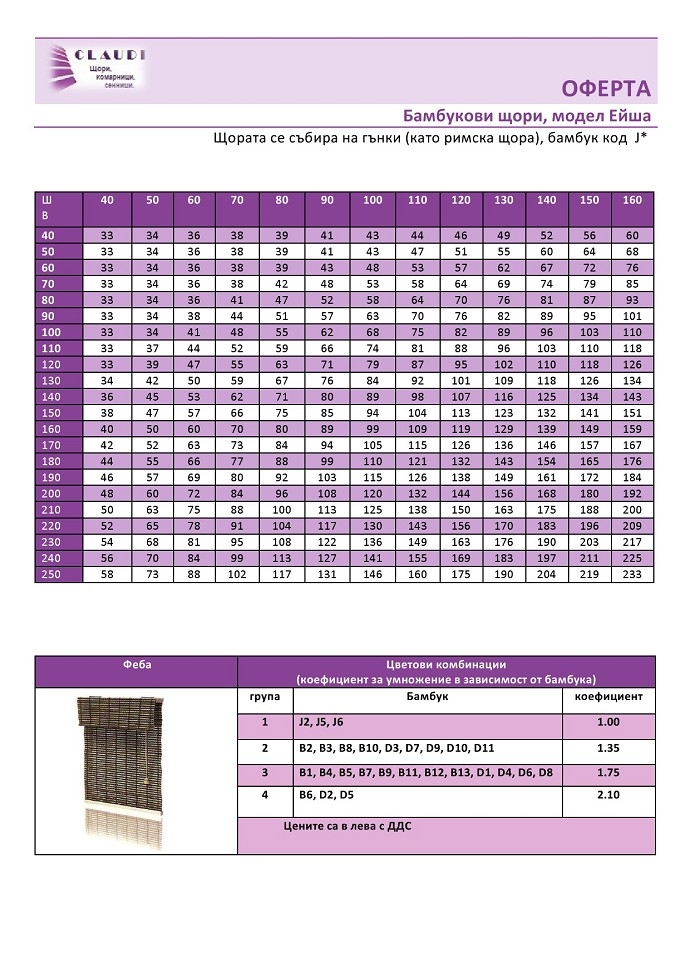 CLAUDI
Щори,
комарници,
сенници.
ОФЕРТА
Бамбукови щори, модел Ейша
Щората се събира на гънки (като римска щора), бамбук код J*
Ш 40 50 60 70 80 90 100 110 120 130 140 150 160
В
40 33 34 36 38 39 41 43 44 46 49 52 56 60
50 33 34 36 38 39 41 43 47 51 55 60 64 68
60 33 34 36 38 39 43 48 53 57 62 67 72 76
70 33 34 36 38 42 48 53 58 64 69 74 79 85
80 33 34 36 41 47 52 58 64 70 76 81 87 93
90 33 34 38 44 51 57 63 70 76 82 89 95 101
100 33 34 41 48 55 62 68 75 82 89 96 103 110
110 33 37 44 52 59 66 74 81 88 96 103 110 118
120 33 39 47 55 63 71 79 87 95 102 110 118 126
130 34 42 50 59 67 76 84 92 101 109 118 126 134
140 36 45 53 62 71 80 89 98 107 116 125 134 143
150 38 47 57 66 75 85 94 104 113 123 132 141 151
160 40 50 60 70 80 89 99 109 119 129 139 149 159
170 42 52 63 73 84 94 105 115 126 136 146 157 167
180 44 55 66 77 88 99 110 121 132 143 154 165 176
190 46 57 69 80 92 103 115 126 138 149 161 172 184
200 48 60 72 84 96 108 120 132 144 156 168 180 192
210 50 63 75 88 100 113 125 138 150 163 175 188 200
220 52 65 78 91 104 117 130 143 156 170 183 196 209
230 54 68 81 95 108 122 136 149 163 176 190 203 217
240 56 70 84 99 113 127 141 155 169 183 197 211 225
250 58 73 88 102 117 131 146 160 175 190 204 219 233
Феба Цветови комбинации
(коефициент за умножение в зависимост от бамбука)
група Бамбук коефициент
1 J2, J5, J6 1.00
2 B2, B3, B8, B10, D3, D7, D9, D10, D11 1.35
3 B1, B4, B5, B7, B9, B11, B12, B13, D1, D4, D6, D8 1.75
4 B6, D2, D5 2.10
Цените са в лева с ДДС